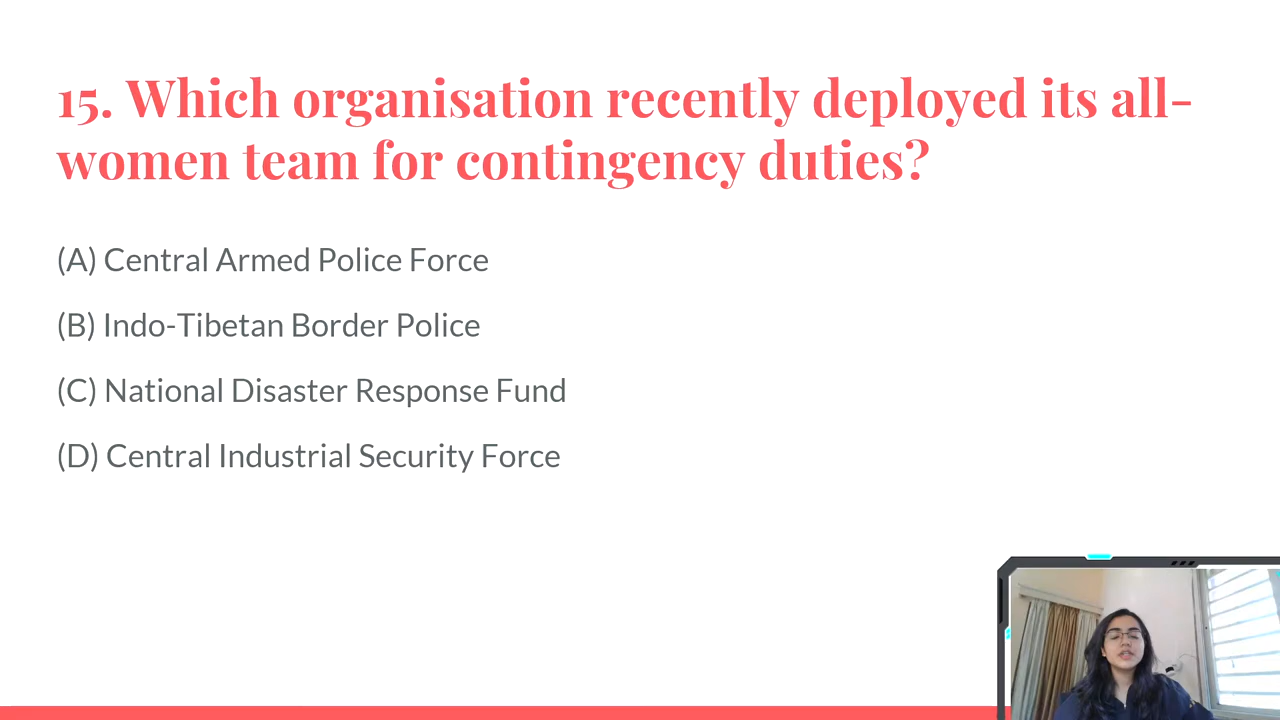 15. Which organisation recently deployed its all-
women team for contingency duties?
(A) Central Armed Police Force
(B) Indo-Tibetan Border Police
(C) National Disaster Response Fund
(D) Central Industrial Security Force